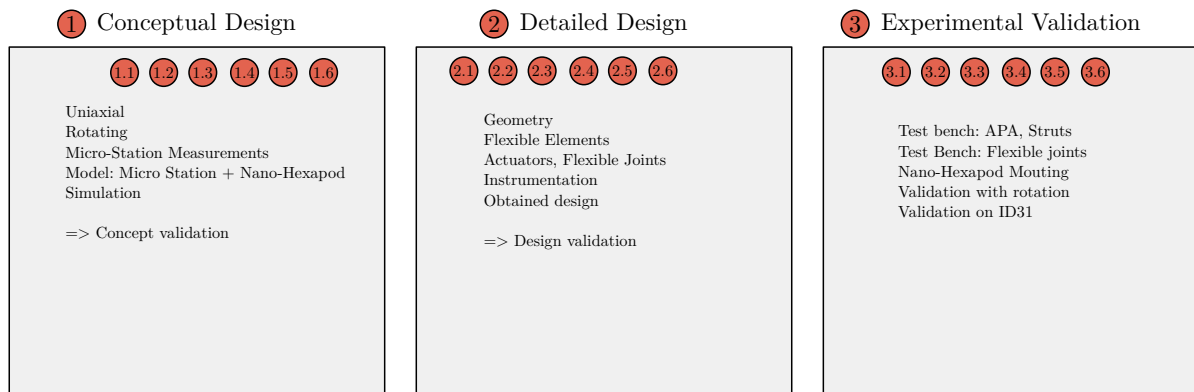 1 Conceptual Design
1.1 1.2 1.3 1.4 1.5 1.6
Uniaxial
Rotating
Micro-Station Measurements
Model: Micro Station + Nano-Hexapod
Simulation
=> Concept validation
2 Detailed Design
2.1 2.2 2.3 2.4 2.5 2.6
Geometry
Flexible Elements
Actuators, Flexible Joints
Instrumentation
Obtained design
=> Design validation
3 Experimental Validation
3.1 3.2 3.3 3.4 3.5 3.6
Test bench: APA, Struts
Test Bench: Flexible joints
Nano-Hexapod Mouting
Validation with rotation
Validation on ID31